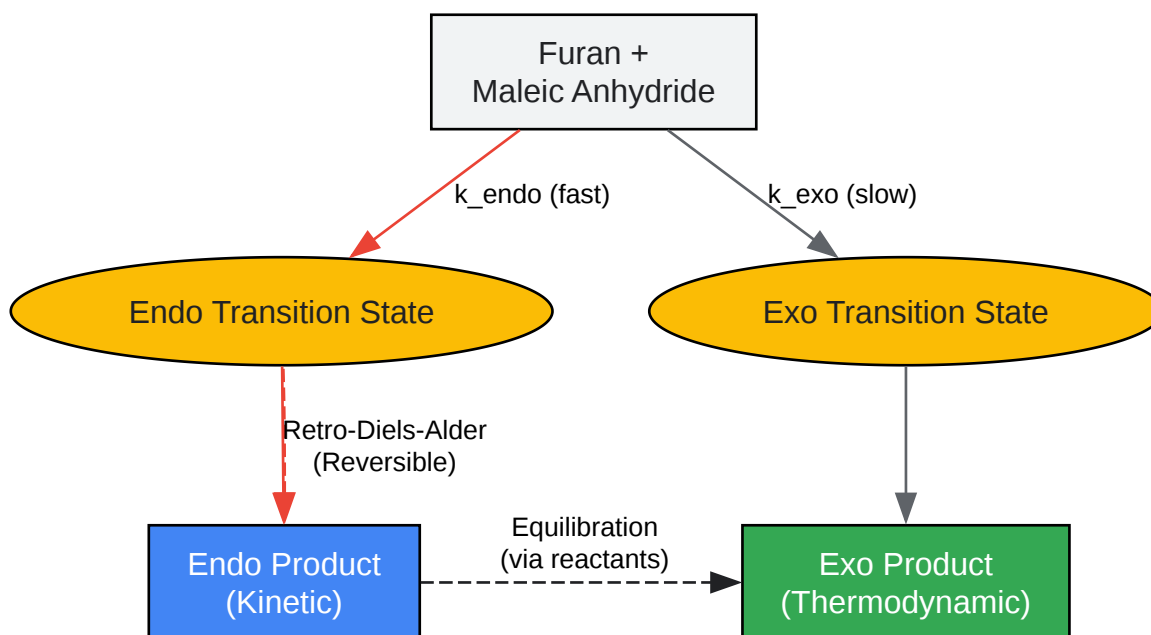 Furan +
Maleic Anhydride
k_endo (fast)
k_exo (slow)
Endo Transition State
Exo Transition State
Retro-Diels-Alder
(Reversible)
Equilibration
(via reactants)
Endo Product
(Kinetic)
Exo Product
(Thermodynamic)